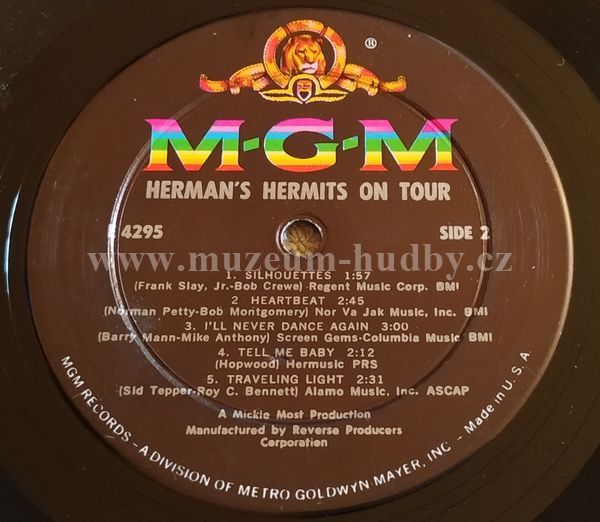 ®
M-G-M
HERMAN'S HERMITS ON TOUR
4295 SIDE 2
www.muzeum-hudby.cz
1. SILHOUETTES 1:57
(Frank Slay, Jr.-Bob Crewe) Regent Music Corp. BMI
2 HEARTBEAT 2:45
(Norman Petty-Bob Montgomery) Nor Va Jak Music, Inc. BMI
3. I'LL NEVER DANCE AGAIN 3:00
(Barry Mann-Mike Anthony) Screen Gems-Columbia Music BMI
4. TELL ME BABY 2:12
(Hopwood) Hermusic PRS
5. TRAVELING LIGHT 2:31
(Sid Tepper-Roy C. Bennett) Alamo Music, Inc. ASCAP
A Mickie Most Production
Manufactured by Reverse Producers
Corporation
MGM RECORDS - A DIVISION OF METRO GOLDWYN MAYER, INC - Made in U. S. A